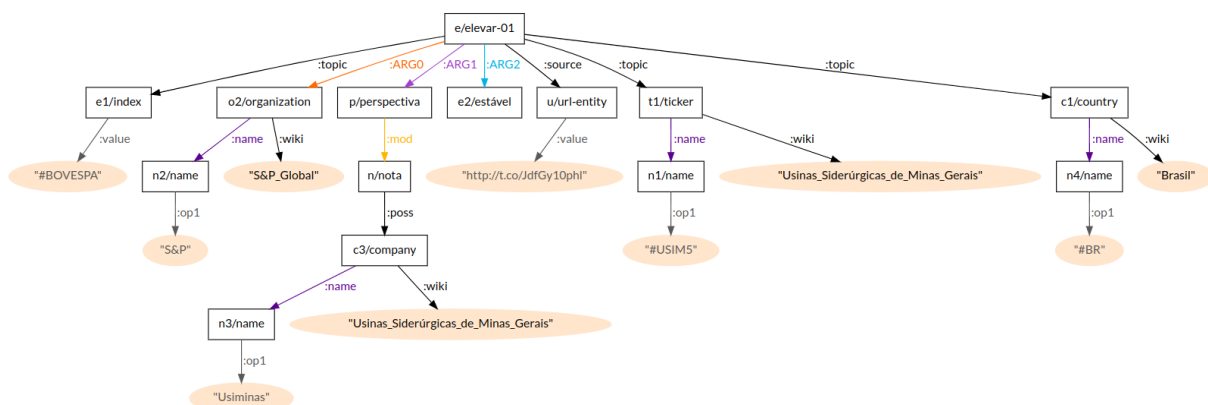 e/elevar-01
:topic :ARG0 :ARG1 :ARG2 :source :topic :topic
e1/index o2/organization p/perspectiva e2/estável u/url-entity t1/ticker c1/country
:value :name :wiki :mod :value :name :wiki :name :wiki
"#BOVESPA" n2/name "S&P_Global" n/nota "http://t.co/JdfGy10phI" n1/name "Usinas_Siderúrgicas_de_Minas_Gerais" n4/name "Brasil"
:op1 :poss :op1 :op1
"S&P" c3/company "#USIM5" "#BR"
:name :wiki
n3/name "Usinas_Siderúrgicas_de_Minas_Gerais"
:op1
"Usiminas"